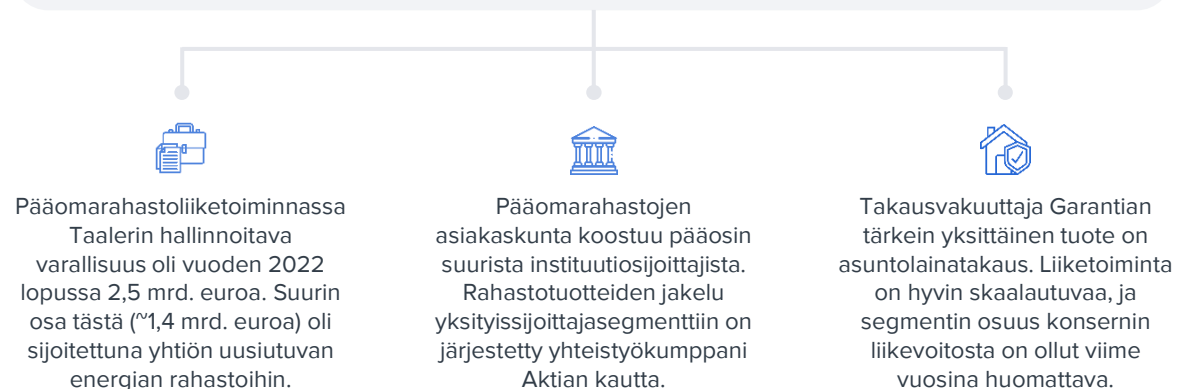 Pääomarahastoliiketoiminnassa
Taalerin hallinnoitava
varallisuus oli vuoden 2022
lopussa 2,5 mrd. euroa. Suurin
osa tästä (~1,4 mrd. euroa) oli
sijoitettuna yhtiön uusiutuvan
energian rahastoihin.
Pääomarahastojen
asiakaskunta koostuu pääosin
suurista instituutiosijoittajista.
Rahastotuotteiden jakelu
yksityissijoittajasegmenttiin on
järjestetty yhteistyökumppani
Aktian kautta.
Takausvakuuttaja Garantian
tärkein yksittäinen tuote on
asuntolainatakaus. Liiketoiminta
on hyvin skaalautuvaa, ja
segmentin osuus konsernin
liikevoitosta on ollut viime
vuosina huomattava.